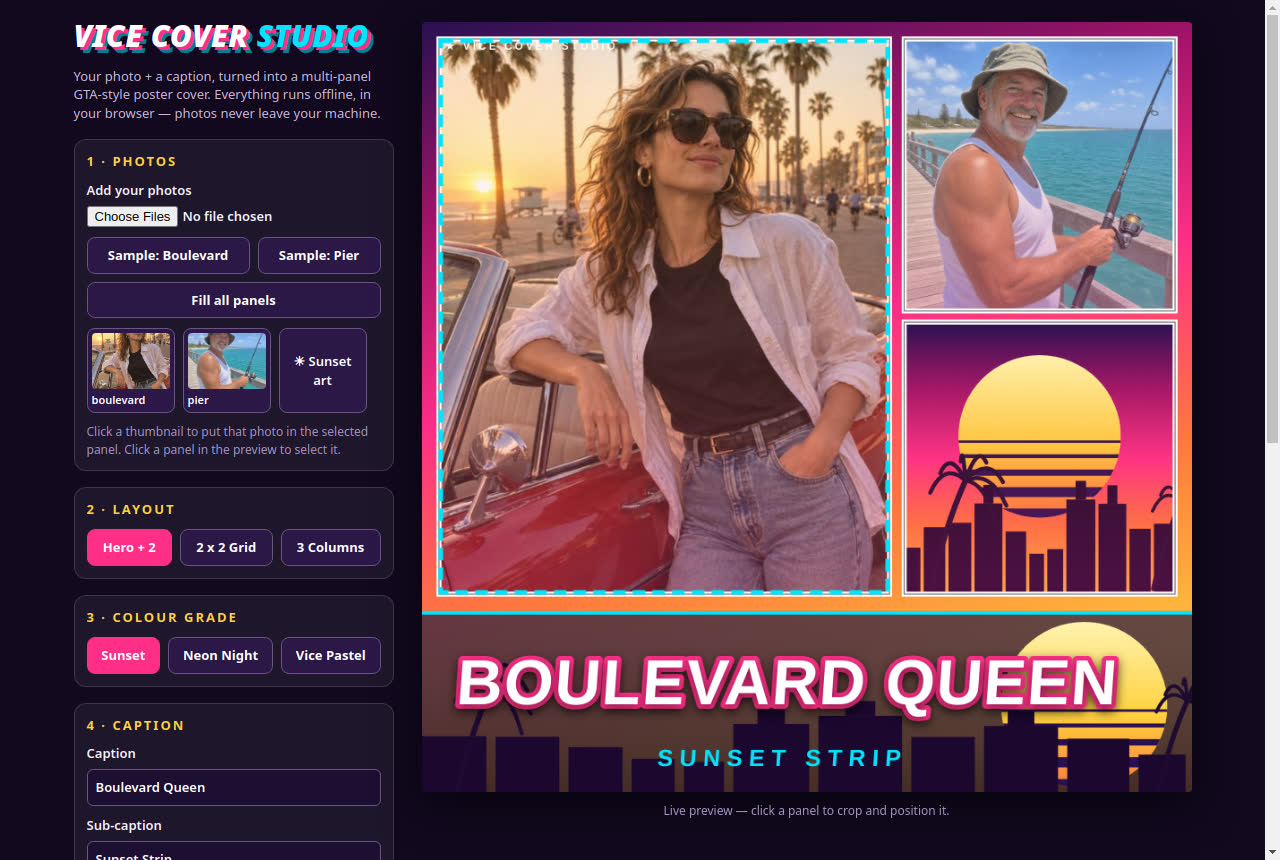 VICE COVER STUDIO
Your photo + a caption, turned into a multi-panel
GTA-style poster cover. Everything runs offline, in
your browser — photos never leave your machine.
1 · PHOTOS
Add your photos
Choose Files No file chosen
Sample: Boulevard
Sample: Pier
Fill all panels
boulevard
pier
☀ Sunset
art
Click a thumbnail to put that photo in the selected
panel. Click a panel in the preview to select it.
2 · LAYOUT
Hero + 2
2 x 2 Grid
3 Columns
3 · COLOUR GRADE
Sunset
Neon Night
Vice Pastel
4 · CAPTION
Caption
Boulevard Queen
Sub-caption
Sunset Strip
★ VICE COVER STUDIO
BOULEVARD QUEEN
SUNSET STRIP
Live preview — click a panel to crop and position it.